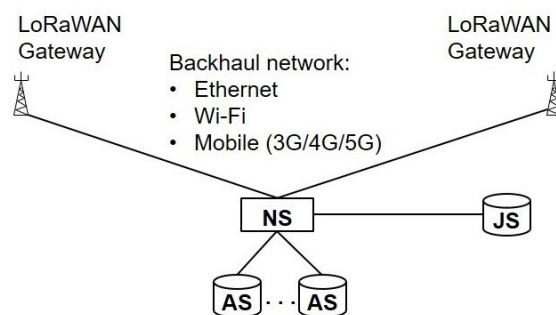 LoRaWAN
Gateway
LoRaWAN
Gateway
Backhaul network:
• Ethernet
• Wi-Fi
• Mobile (3G/4G/5G)
NS
JS
AS . . . AS